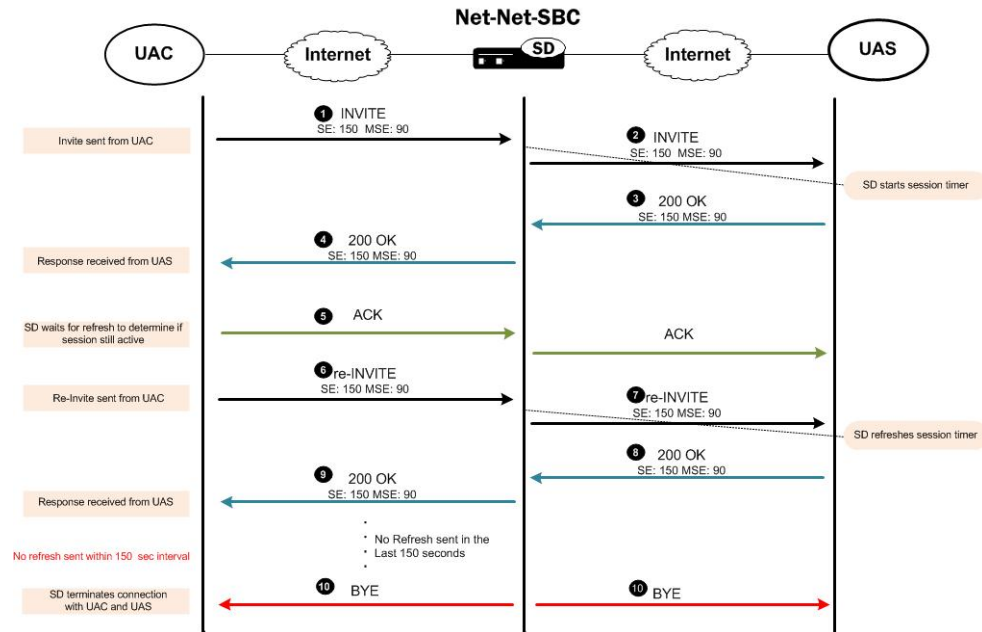 Net-Net-SBC
UAC
Internet
SD
Internet
UAS
1 INVITE
SE: 150 MSE: 90
Invite sent from UAC
2 INVITE
SE: 150 MSE: 90
SD starts session timer
3 200 OK
SE: 150 MSE: 90
4 200 OK
SE: 150 MSE: 90
Response received from UAS
5 ACK
SD waits for refresh to determine if
session still active
ACK
6 re-INVITE
SE: 150 MSE: 90
Re-Invite sent from UAC
7 re-INVITE
SE: 150 MSE: 90
SD refreshes session timer
8 200 OK
SE: 150 MSE: 90
9 200 OK
SE: 150 MSE: 90
Response received from UAS
No Refresh sent in the
Last 150 seconds
No refresh sent within 150 sec interval
10 BYE
10 BYE
SD terminates connection
with UAC and UAS